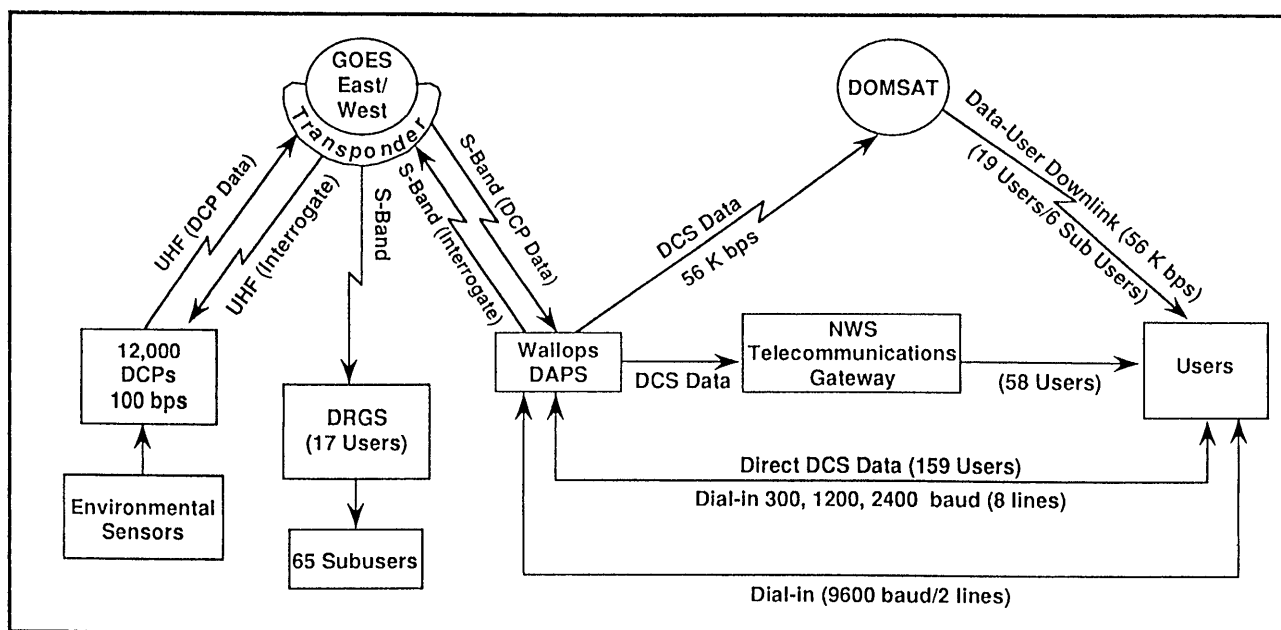 GOES
East/
West
Transponder
DOMSAT
UHF (DCP Data)
UHF (Interrogate)
S-Band
S-Band (DCP Data)
S-Band (Interrogate)
DCS Data
56 K bps
Data-User Downlink (56 K bps)
(19 Users/6 Sub Users)
12,000
DCPs
100 bps
Environmental
Sensors
DRGS
(17 Users)
65 Subusers
Wallops
DAPS
DCS Data
NWS
Telecommunications
Gateway
(58 Users)
Users
Direct DCS Data (159 Users)
Dial-in 300, 1200, 2400 baud (8 lines)
Dial-in (9600 baud/2 lines)